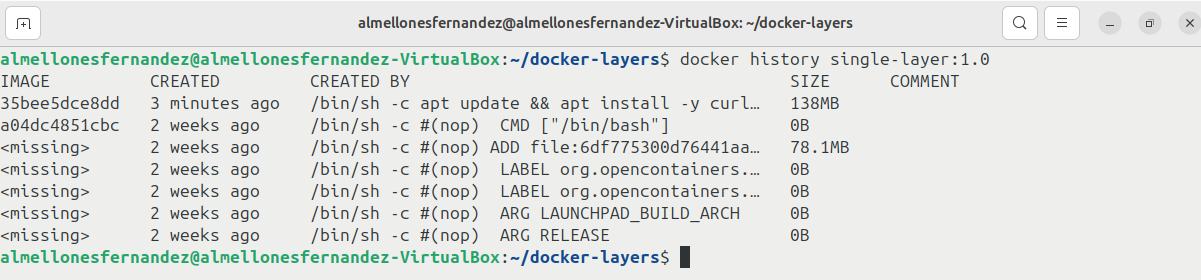 almellonesfernandez@almellonesfernandez-VirtualBox: ~/docker-layers
almellonesfernandez@almellonesfernandez-VirtualBox:~/docker-layers$ docker history single-layer:1.0
IMAGE CREATED CREATED BY SIZE COMMENT
35bee5dce8dd 3 minutes ago /bin/sh -c apt update && apt install -y curl… 138MB
a04dc4851cbc 2 weeks ago /bin/sh -c #(nop) CMD ["/bin/bash"] 0B
<missing> 2 weeks ago /bin/sh -c #(nop) ADD file:6df775300d76441aa… 78.1MB
<missing> 2 weeks ago /bin/sh -c #(nop) LABEL org.opencontainers.… 0B
<missing> 2 weeks ago /bin/sh -c #(nop) LABEL org.opencontainers.… 0B
<missing> 2 weeks ago /bin/sh -c #(nop) ARG LAUNCHPAD_BUILD_ARCH 0B
<missing> 2 weeks ago /bin/sh -c #(nop) ARG RELEASE 0B
almellonesfernandez@almellonesfernandez-VirtualBox:~/docker-layers$